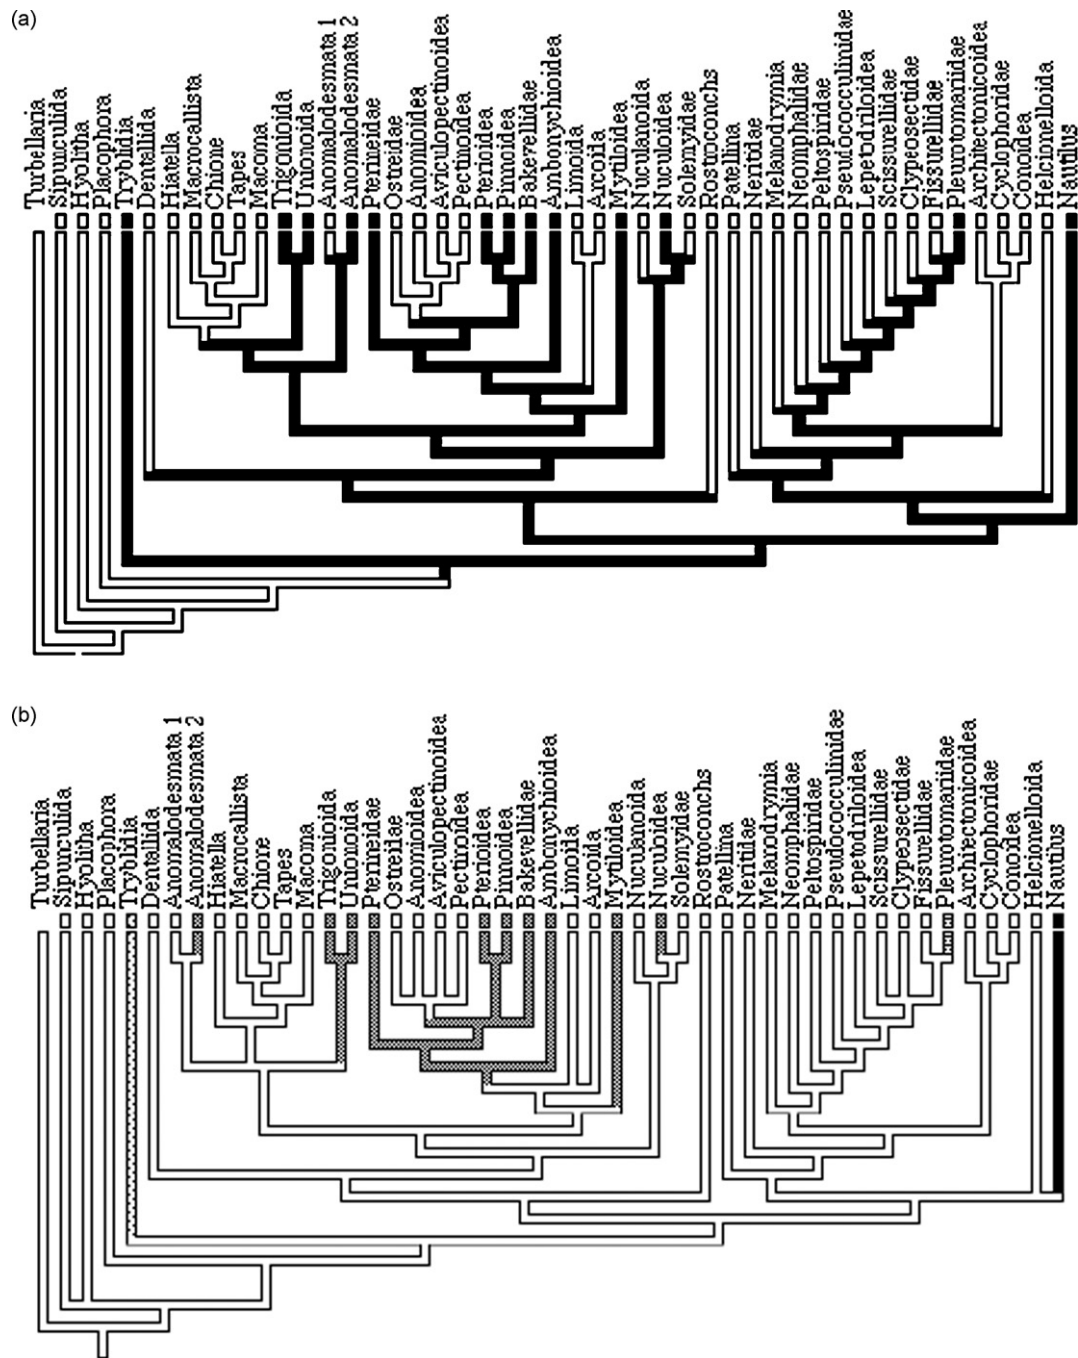 (a)
Turbellaria
Sipunculida
Hyolitha
Placophora
Tryblidia
Dentaliida
Hiatella
Macrocallista
Chione
Tapes
Macoma
Trigonioida
Unionoida
Anomalodesmata 1
Anomalodesmata 2
Pterineidae
Ostreidae
Anomioidea
Aviculopectinoidea
Pectinoidea
Pterioidea
Pinnoidea
Bakevellidae
Ambonychioidea
Limoida
Arcoida
Mytiloidea
Nuculanoida
Nuculoidea
Solemyidae
Rostroconchs
Patellina
Neritidae
Melanodrymia
Neomphalidae
Peltospiridae
Pseudococculinidae
Lepetodriloidea
Scissurellidae
Clypeosectidae
Fissurellidae
Pleurotomariidae
Architectonicoidea
Cyclophoridae
Conoidea
Helcionelloida
Nautilus
(b)
Turbellaria
Sipunculida
Hyolitha
Placophora
Tryblidia
Dentaliida
Anomalodesmata 1
Anomalodesmata 2
Hiatella
Macrocallista
Chione
Tapes
Macoma
Trigonioida
Unionoida
Pterineidae
Ostreidae
Anomioidea
Aviculopectinoidea
Pectinoidea
Pterioidea
Pinnoidea
Bakevellidae
Ambonychioidea
Limoida
Arcoida
Mytiloidea
Nuculanoida
Nuculoidea
Solemyidae
Rostroconchs
Patellina
Neritidae
Melanodrymia
Neomphalidae
Peltospiridae
Pseudococculinidae
Lepetodriloidea
Scissurellidae
Clypeosectidae
Fissurellidae
Pleurotomariidae
Architectonicoidea
Cyclophoridae
Conoidea
Helcionelloida
Nautilus